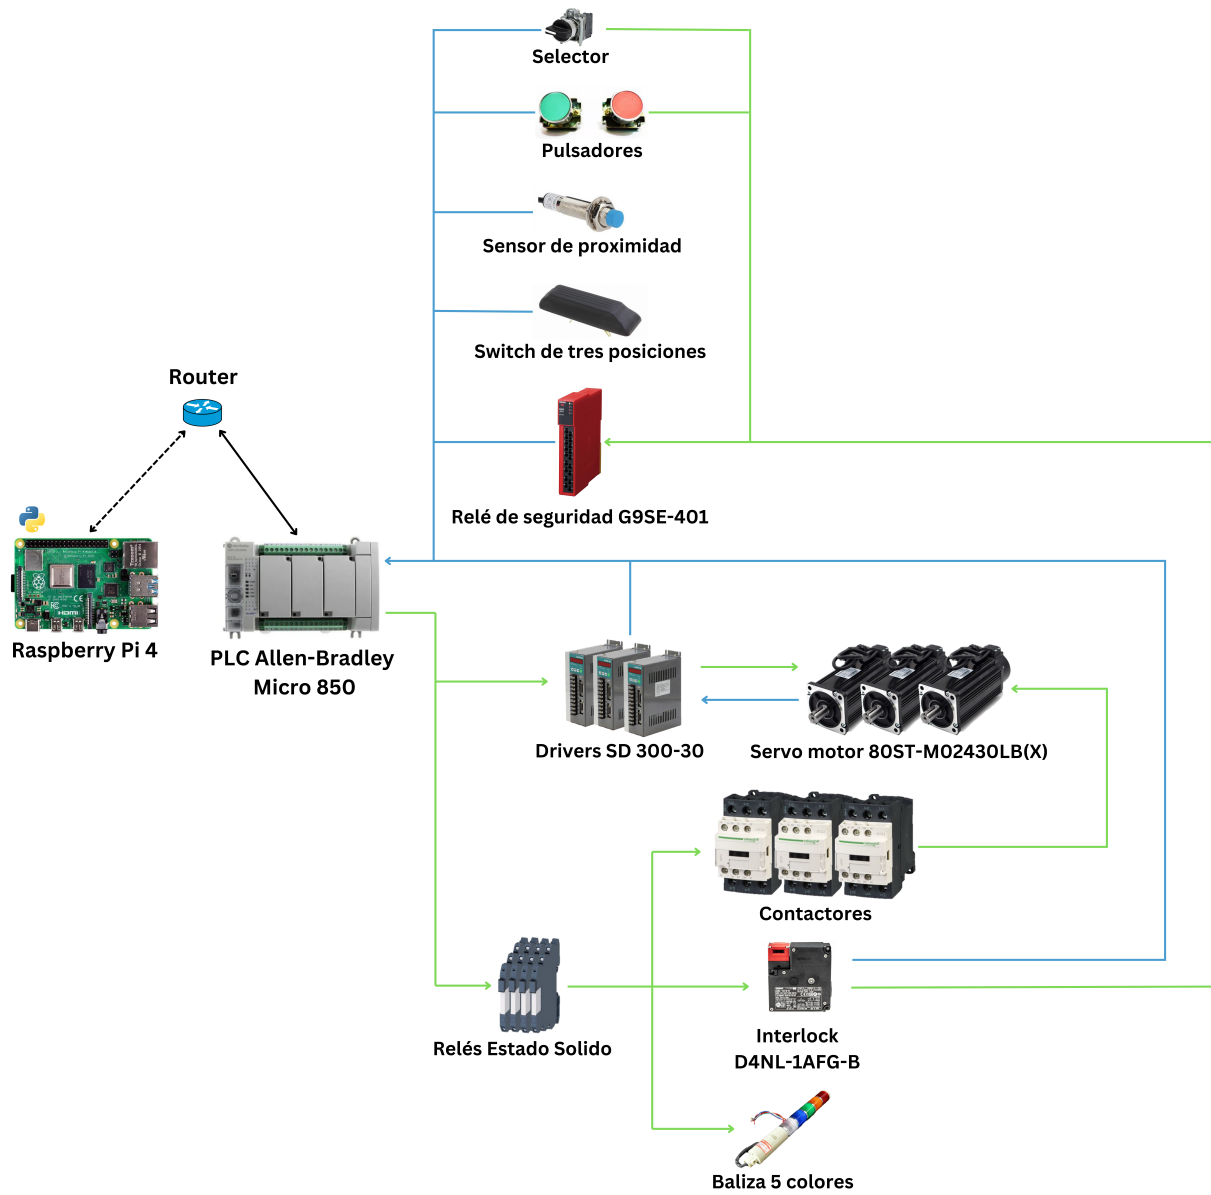 Selector
Pulsadores
Sensor de proximidad
Switch de tres posiciones
Router
Relé de seguridad G9SE-401
Raspberry Pi 4
PLC Allen-Bradley
Micro 850
Drivers SD 300-30
Servo motor 80ST-M02430LB(X)
Contactores
Relés Estado Solido
Interlock
D4NL-1AFG-B
Baliza 5 colores
HDMI